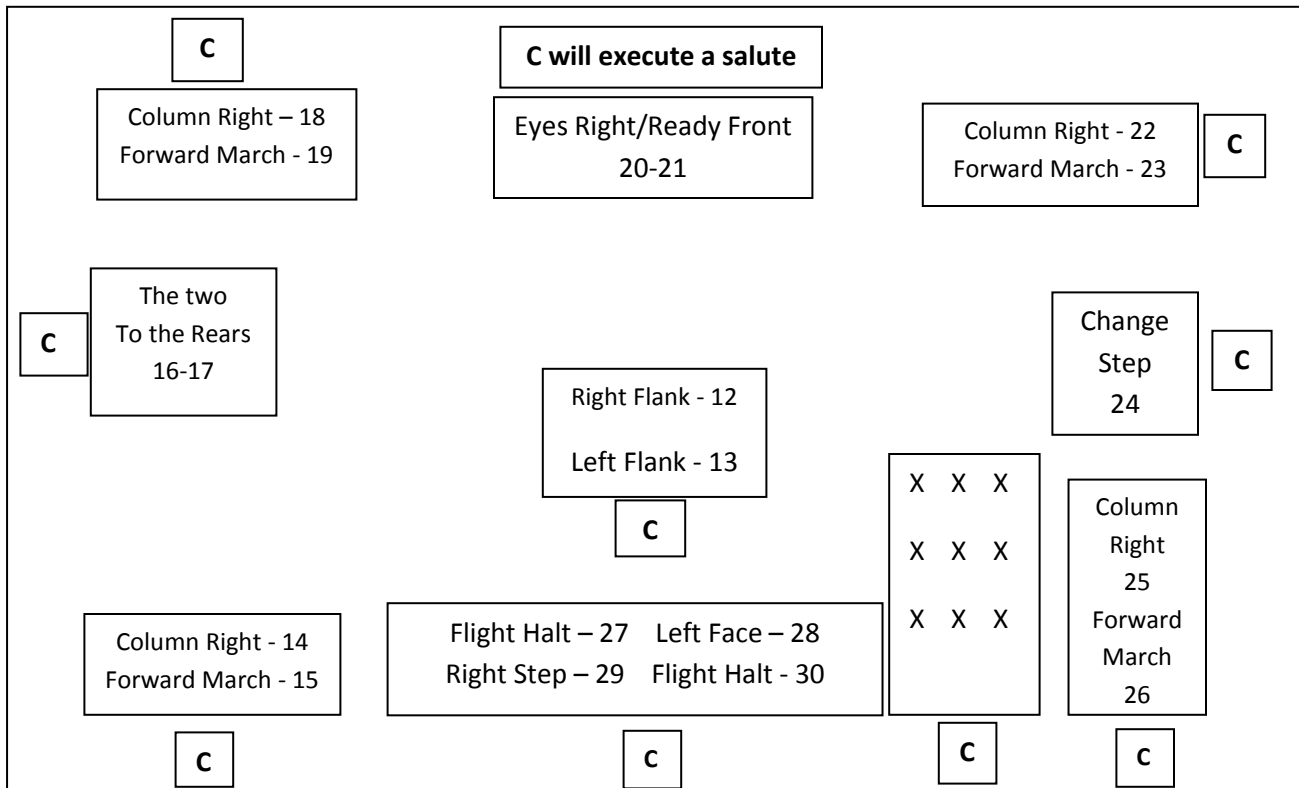 C
C will execute a salute
Column Right – 18
Forward March - 19
Eyes Right/Ready Front
20-21
Column Right - 22
Forward March - 23
C
The two
To the Rears
16-17
C
Change
Step
24
C
Right Flank - 12
Left Flank - 13
C
X X X
X X X
X X X
Column
Right
25
Forward
March
26
Column Right - 14
Forward March - 15
Flight Halt – 27 Left Face – 28
Right Step – 29 Flight Halt - 30
C
C
C
C